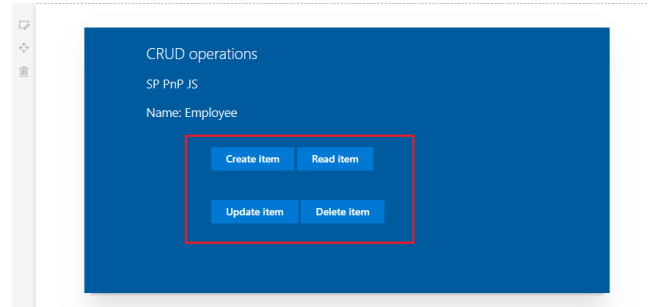 CRUD operations
SP PnP JS
Name: Employee
Create item Read item
Update item Delete item